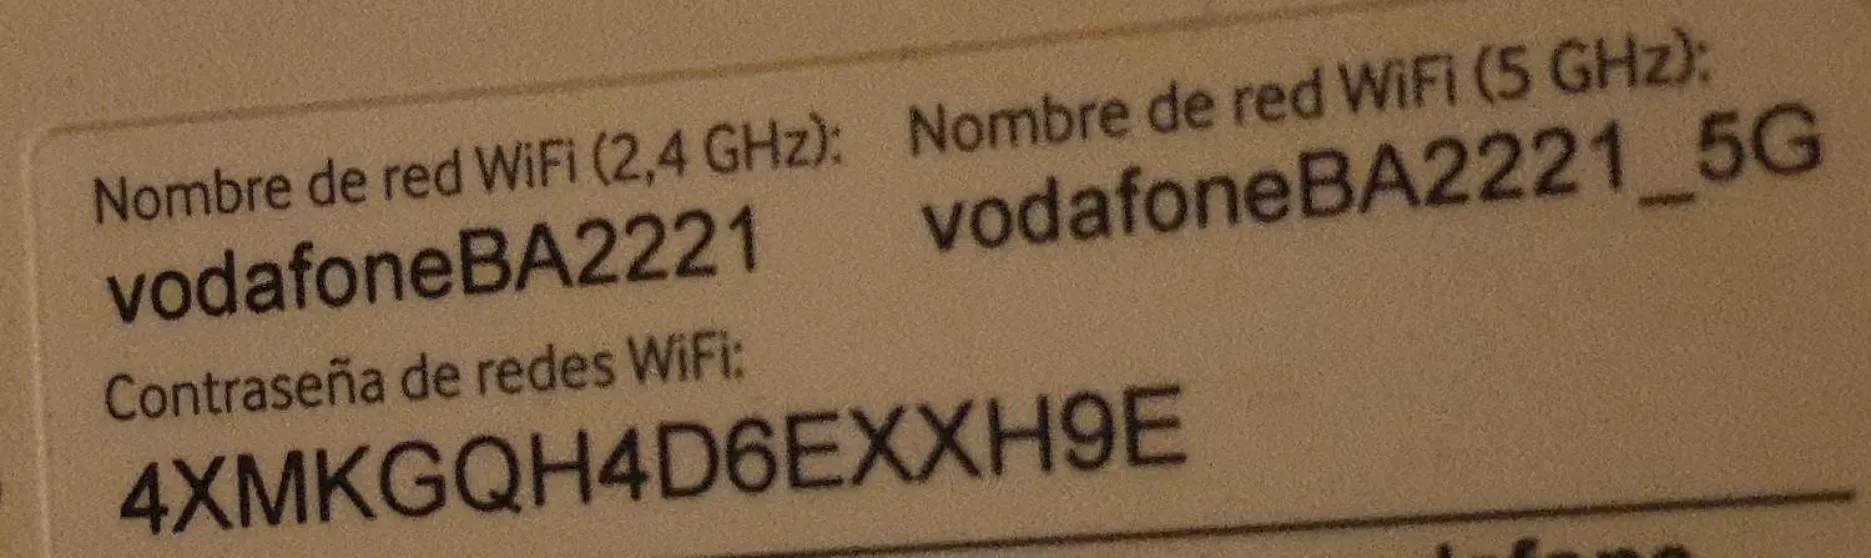 Nombre de red WiFi (2,4 GHz):
vodafoneBA2221
Nombre de red WiFi (5 GHz):
vodafoneBA2221_5G
Contraseña de redes WiFi:
4XMKGQH4D6EXXH9E